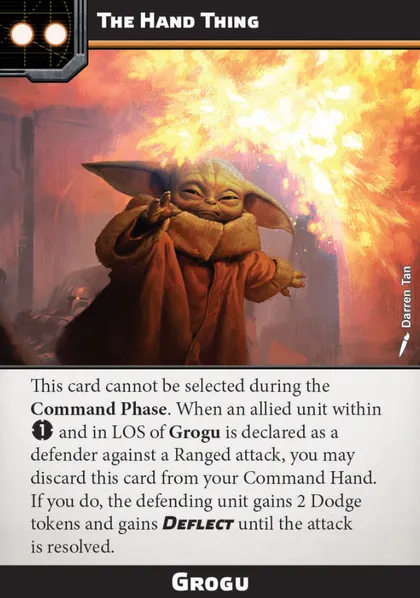 The Hand Thing
Darren Tan
This card cannot be selected during the
Command Phase. When an allied unit within
1 and in LOS of Grogu is declared as a
defender against a Ranged attack, you may
discard this card from your Command Hand.
If you do, the defending unit gains 2 Dodge
tokens and gains Deflect until the attack
is resolved.
Grogu